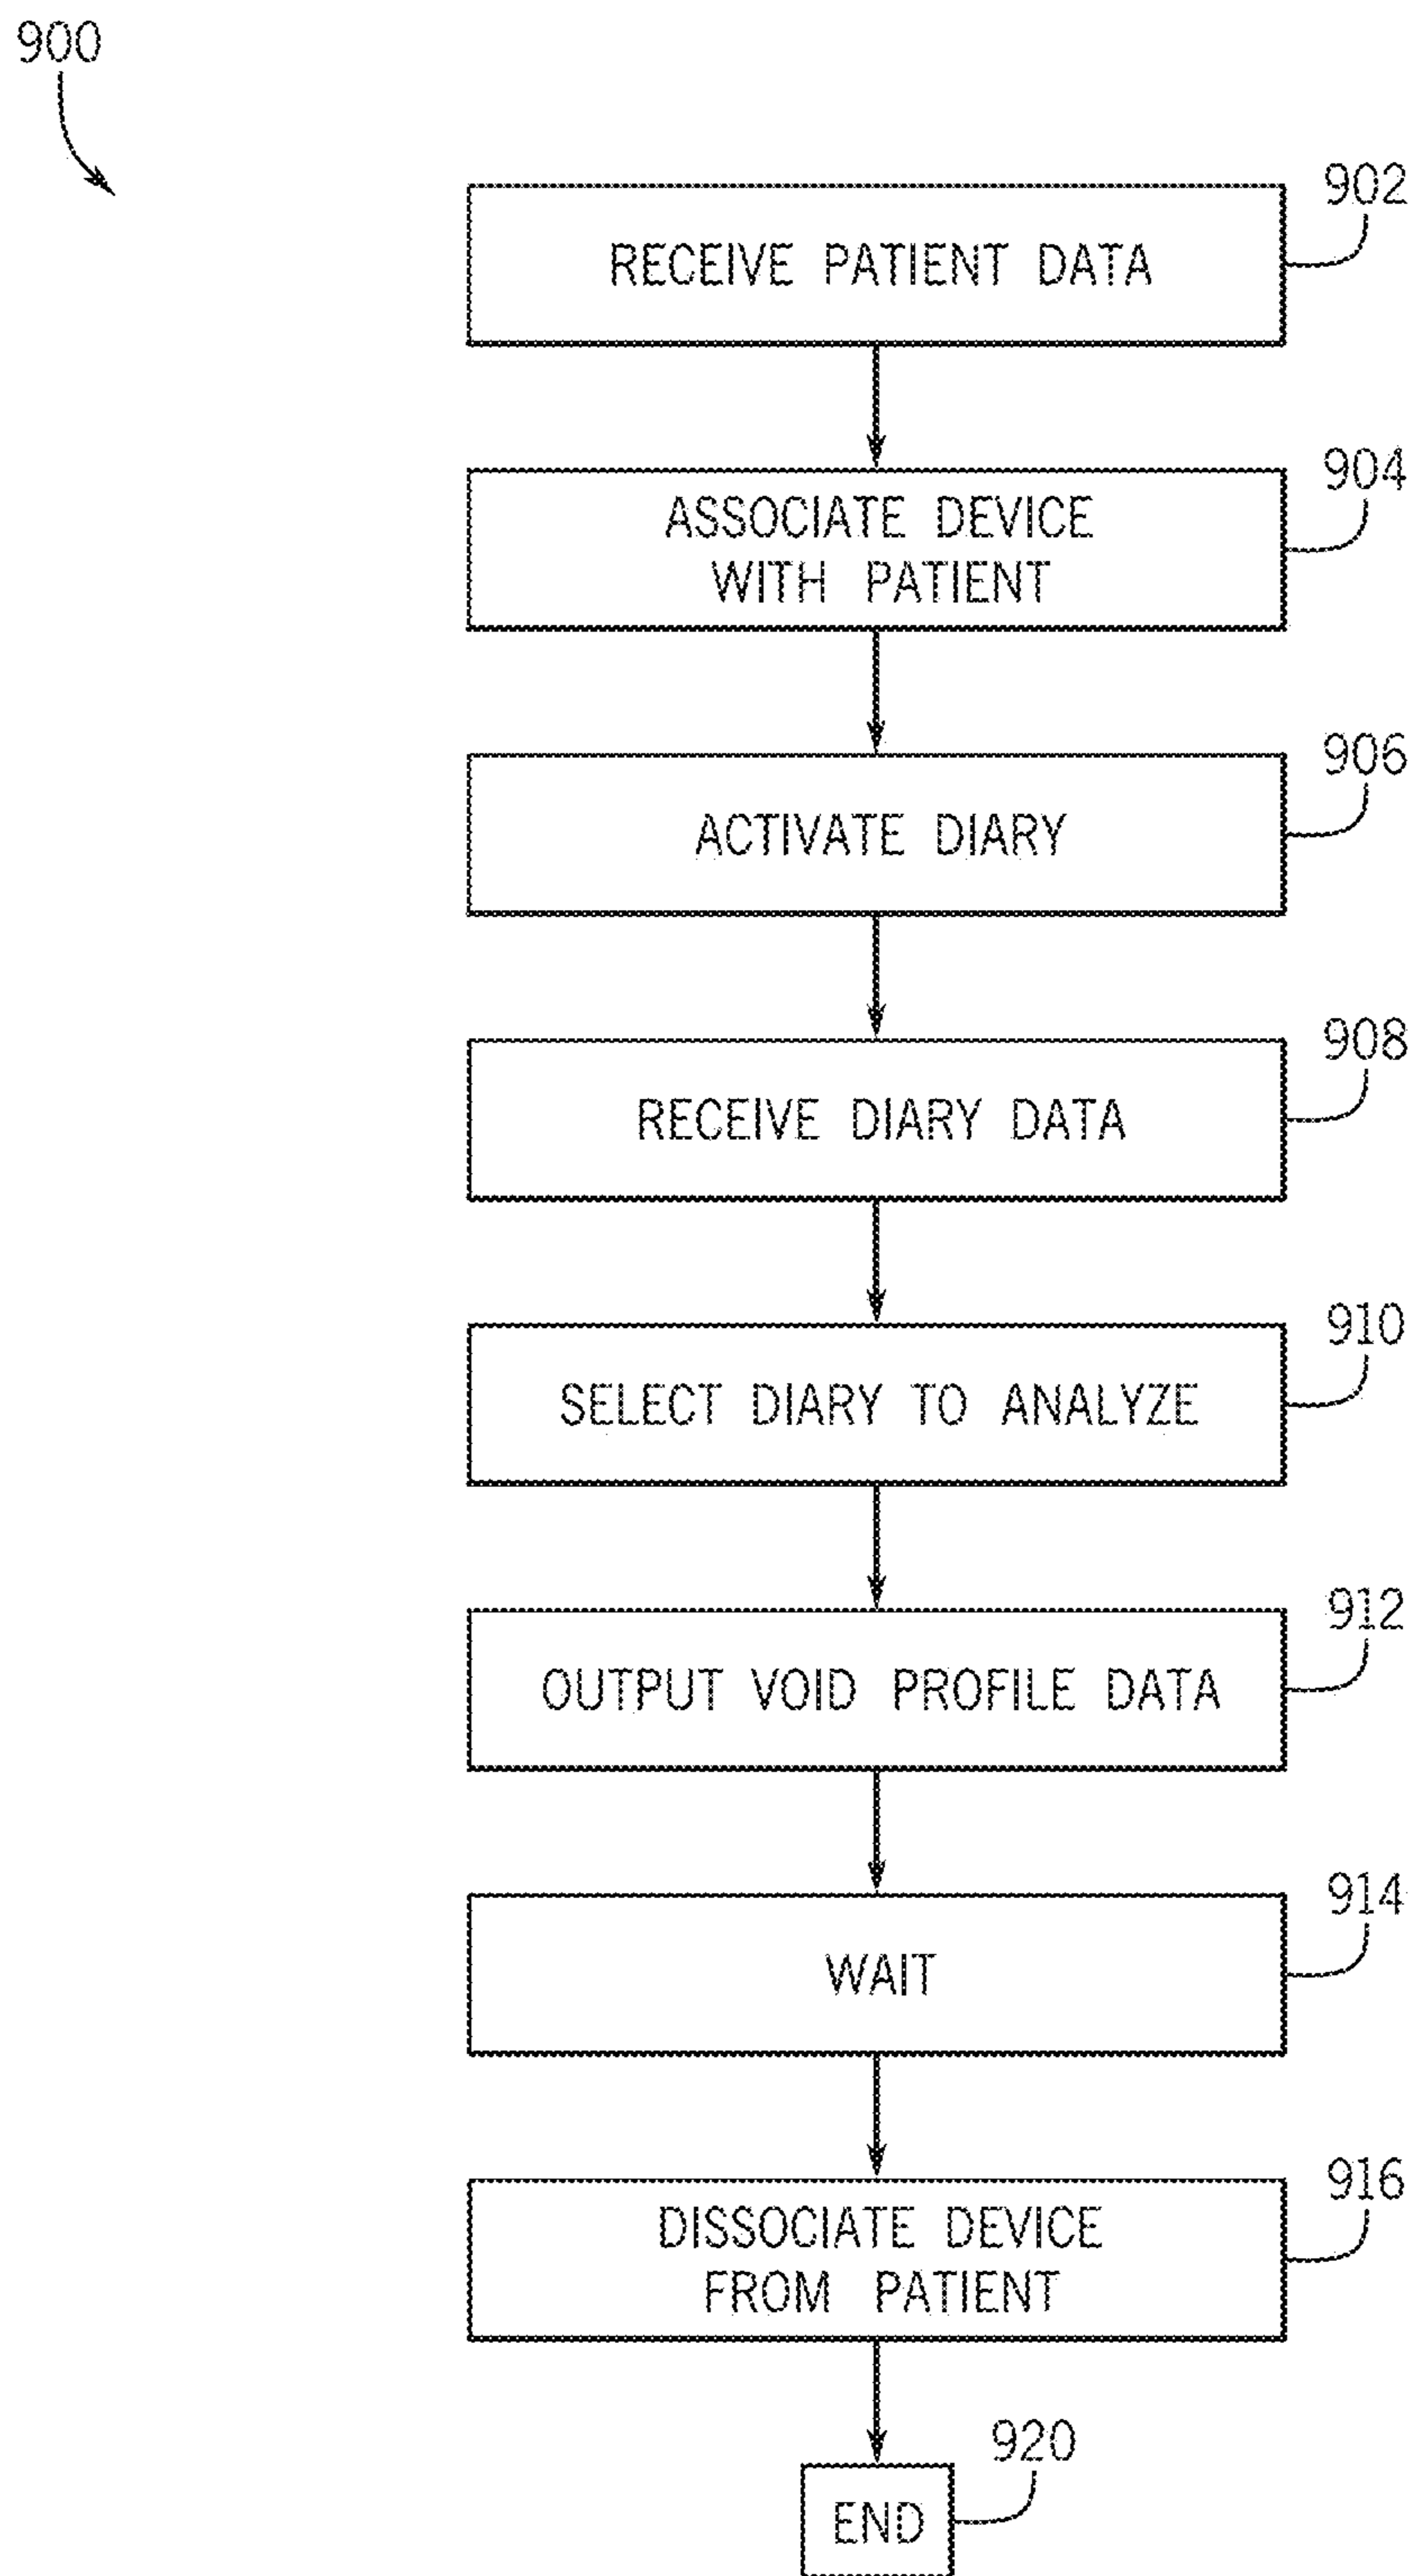 900
902
RECEIVE PATIENT DATA
904
ASSOCIATE DEVICE
WITH PATIENT
906
ACTIVATE DIARY
908
RECEIVE DIARY DATA
910
SELECT DIARY TO ANALYZE
912
OUTPUT VOID PROFILE DATA
914
WAIT
916
DISSOCIATE DEVICE
FROM PATIENT
920
END